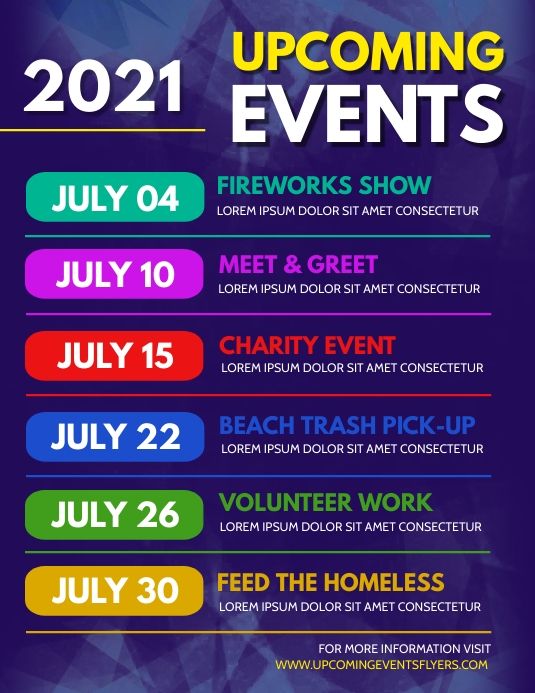 2021
UPCOMING
EVENTS
JULY 04
FIREWORKS SHOW
LOREM IPSUM DOLOR SIT AMET CONSECTETUR
JULY 10
MEET & GREET
LOREM IPSUM DOLOR SIT AMET CONSECTETUR
JULY 15
CHARITY EVENT
LOREM IPSUM DOLOR SIT AMET CONSECTETUR
JULY 22
BEACH TRASH PICK-UP
LOREM IPSUM DOLOR SIT AMET CONSECTETUR
JULY 26
VOLUNTEER WORK
LOREM IPSUM DOLOR SIT AMET CONSECTETUR
JULY 30
FEED THE HOMELESS
LOREM IPSUM DOLOR SIT AMET CONSECTETUR
FOR MORE INFORMATION VISIT
WWW.UPCOMINGEVENTSFLYERS.COM